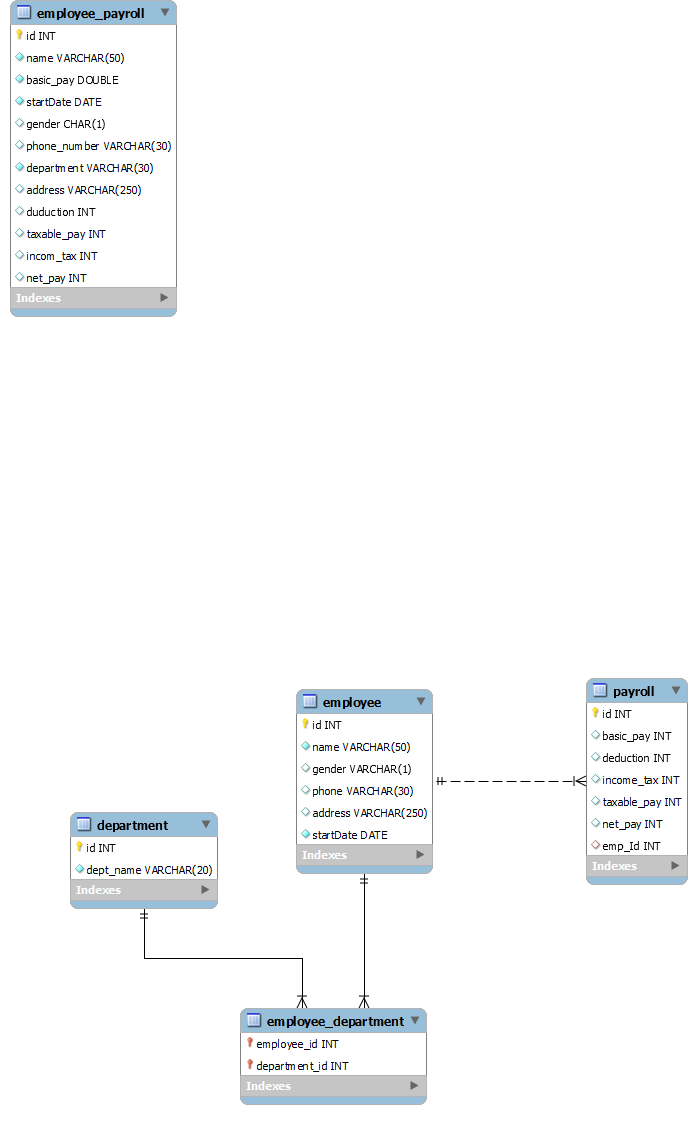 employee_payroll
id INT
name VARCHAR(50)
basic_pay DOUBLE
startDate DATE
gender CHAR(1)
phone_number VARCHAR(30)
department VARCHAR(30)
address VARCHAR(250)
duduction INT
taxable_pay INT
incom_tax INT
net_pay INT
Indexes
employee
id INT
name VARCHAR(50)
gender VARCHAR(1)
phone VARCHAR(30)
address VARCHAR(250)
startDate DATE
Indexes
payroll
id INT
basic_pay INT
deduction INT
income_tax INT
taxable_pay INT
net_pay INT
emp_Id INT
Indexes
department
id INT
dept_name VARCHAR(20)
Indexes
employee_department
employee_id INT
department_id INT
Indexes